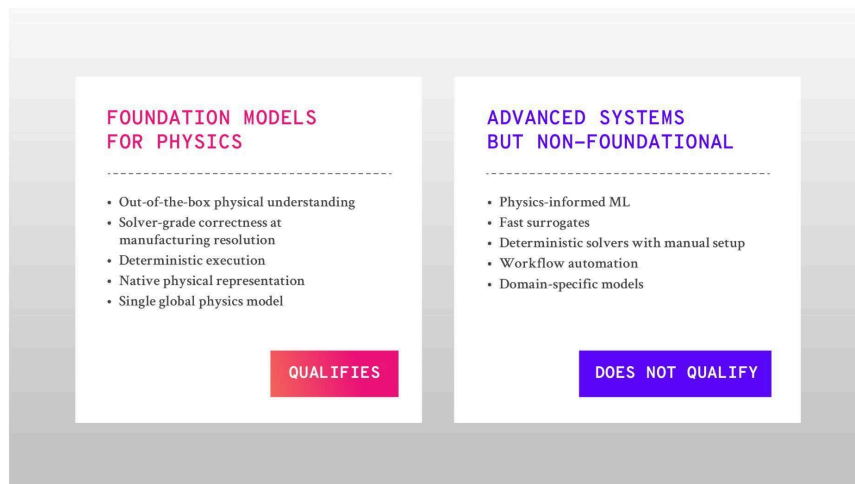 FOUNDATION MODELS
FOR PHYSICS
• Out-of-the-box physical understanding
• Solver-grade correctness at
manufacturing resolution
• Deterministic execution
• Native physical representation
• Single global physics model
QUALIFIES
ADVANCED SYSTEMS
BUT NON-FOUNDATIONAL
• Physics-informed ML
• Fast surrogates
• Deterministic solvers with manual setup
• Workflow automation
• Domain-specific models
DOES NOT QUALIFY